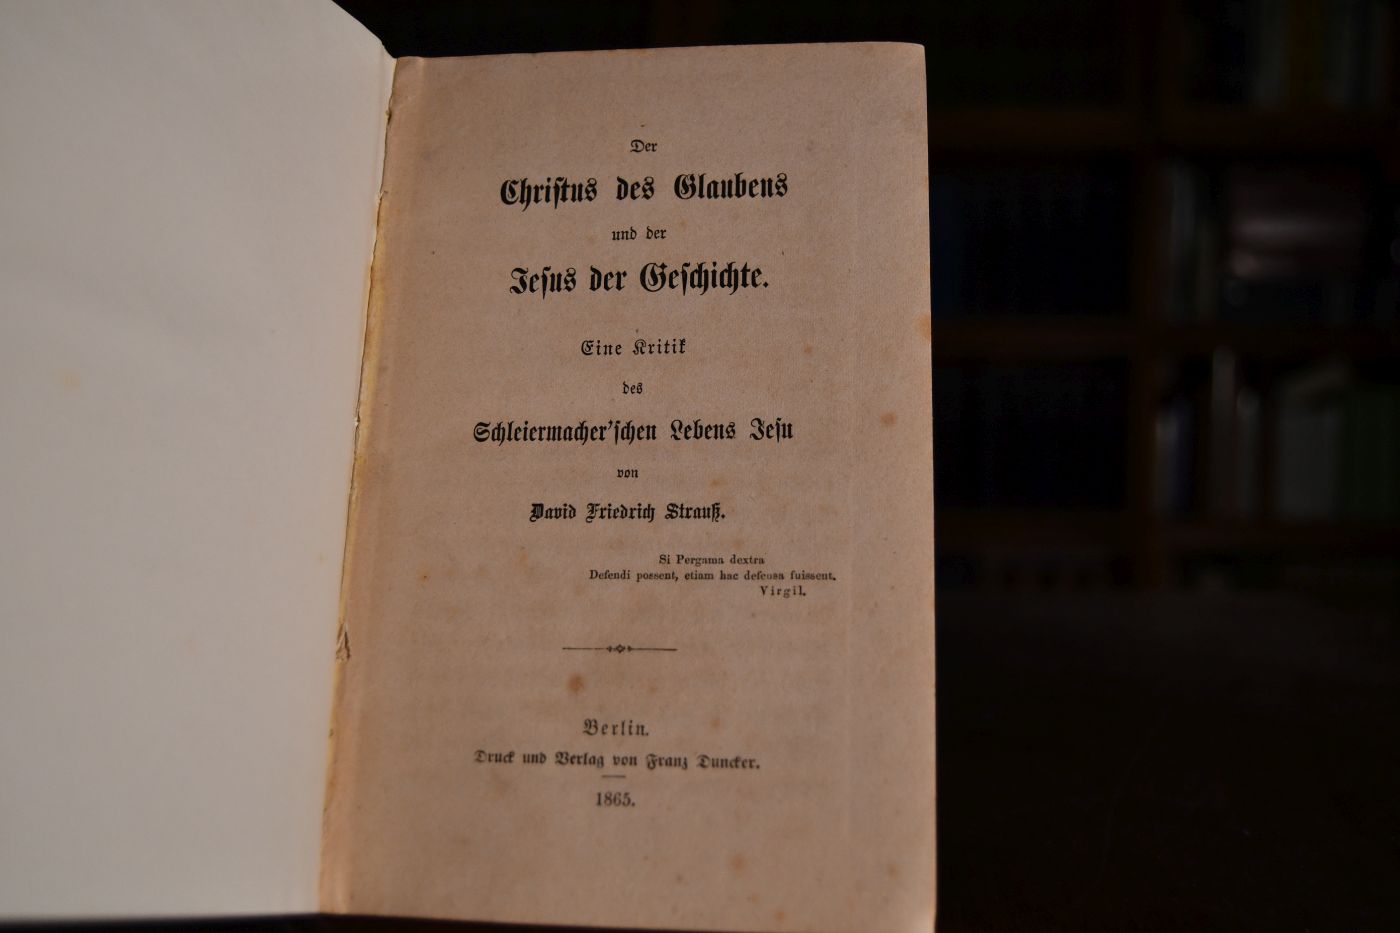 Der
Chriſtus des Glaubens
und der
Jeſus der Geſchichte.
Eine Kritik
des
Schleiermacher’ſchen Lebens Jeſu
von
David Friedrich Strauß.
Si Pergama dextra
Defendi possent, etiam hac defensa fuissent.
Virgil.
Berlin.
Druck und Verlag von Franz Duncker.
1865.